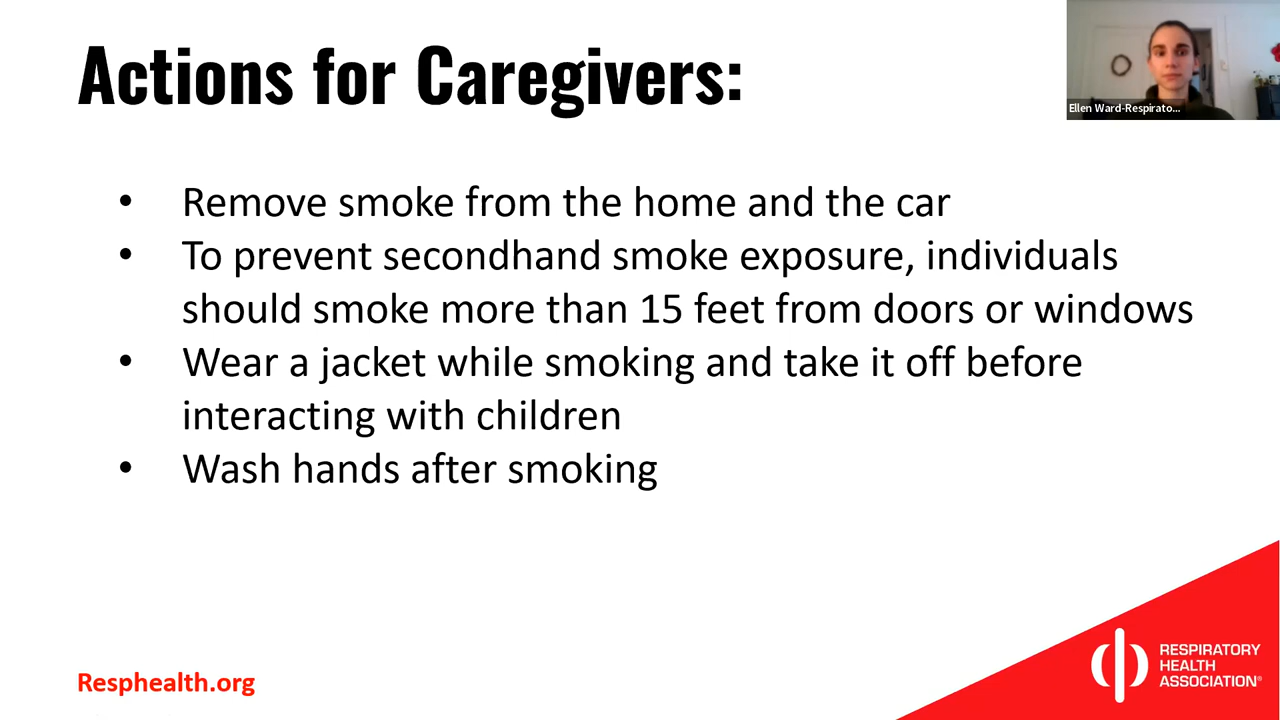 Actions for Caregivers:
Ellen Ward-Respirato...
• Remove smoke from the home and the car
• To prevent secondhand smoke exposure, individuals
should smoke more than 15 feet from doors or windows
• Wear a jacket while smoking and take it off before
interacting with children
• Wash hands after smoking
Resphealth.org
RESPIRATORY
HEALTH
ASSOCIATION®